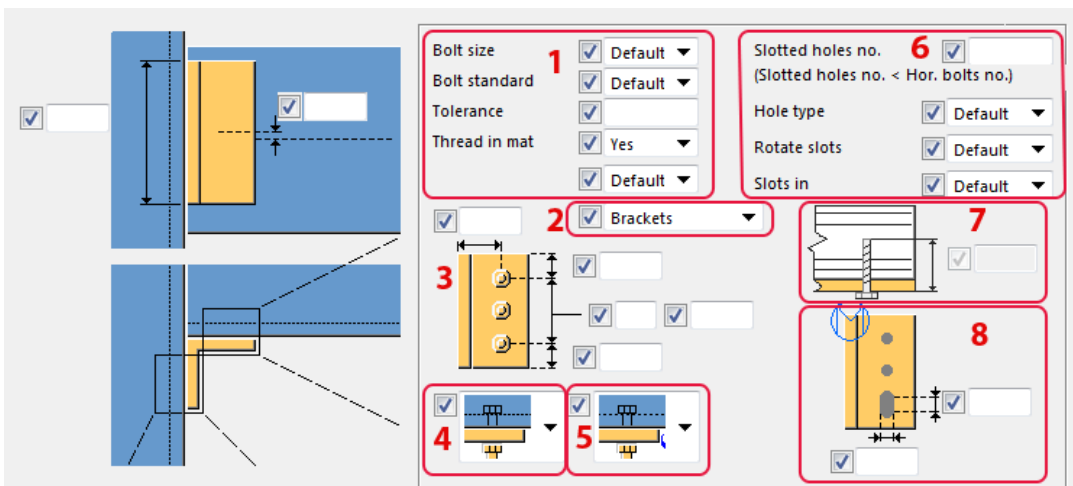 Bolt size
1
Default
Bolt standard
Default
Tolerance
Thread in mat
Yes
Default
Slotted holes no.
6
(Slotted holes no. < Hor. bolts no.)
Hole type
Default
Rotate slots
Default
Slots in
Default
2
Brackets
7
3
8
4
5